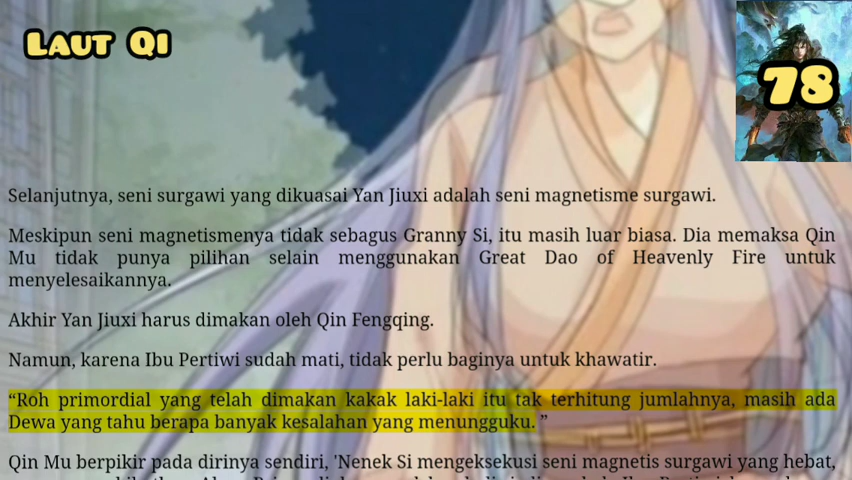 LAUT QI
78
Selanjutnya, seni surgawi yang dikuasai Yan Jiuxi adalah seni magnetisme surgawi.
Meskipun seni magnetismenya tidak sebagus Granny Si, itu masih luar biasa. Dia memaksa Qin
Mu tidak punya pilihan selain menggunakan Great Dao of Heavenly Fire untuk
menyelesaikannya.
Akhir Yan Jiuxi harus dimakan oleh Qin Fengqing.
Namun, karena Ibu Pertiwi sudah mati, tidak perlu baginya untuk khawatir.
“Roh primordial yang telah dimakan kakak laki-laki itu tak terhitung jumlahnya, masih ada
Dewa yang tahu berapa banyak kesalahan yang menungguku. ”
Qin Mu berpikir pada dirinya sendiri, 'Nenek Si mengeksekusi seni magnetis surgawi yang hebat,